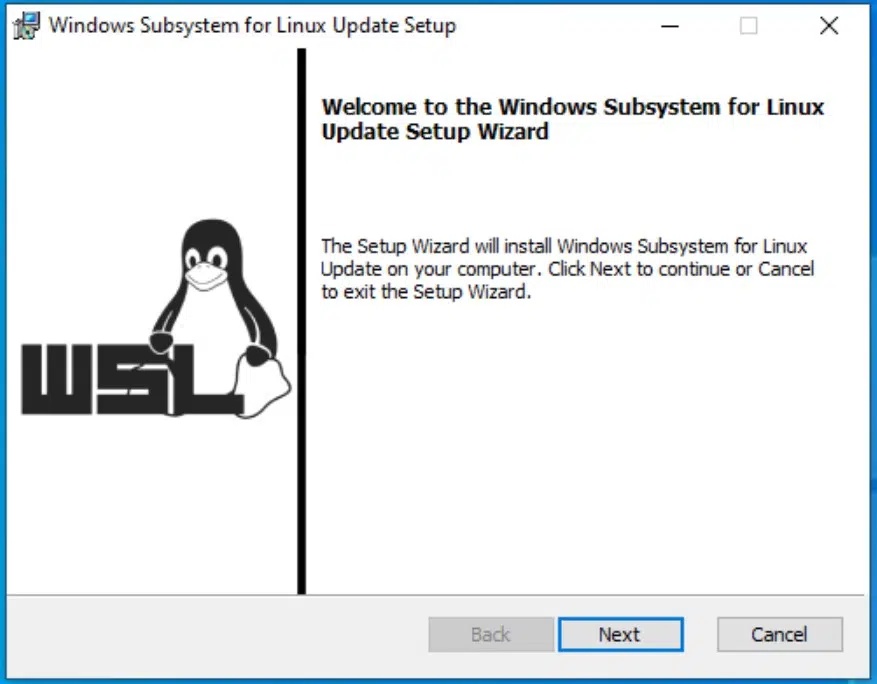 Windows Subsystem for Linux Update Setup
Welcome to the Windows Subsystem for Linux
Update Setup Wizard
The Setup Wizard will install Windows Subsystem for Linux
Update on your computer. Click Next to continue or Cancel
to exit the Setup Wizard.
WSL
Back Next Cancel